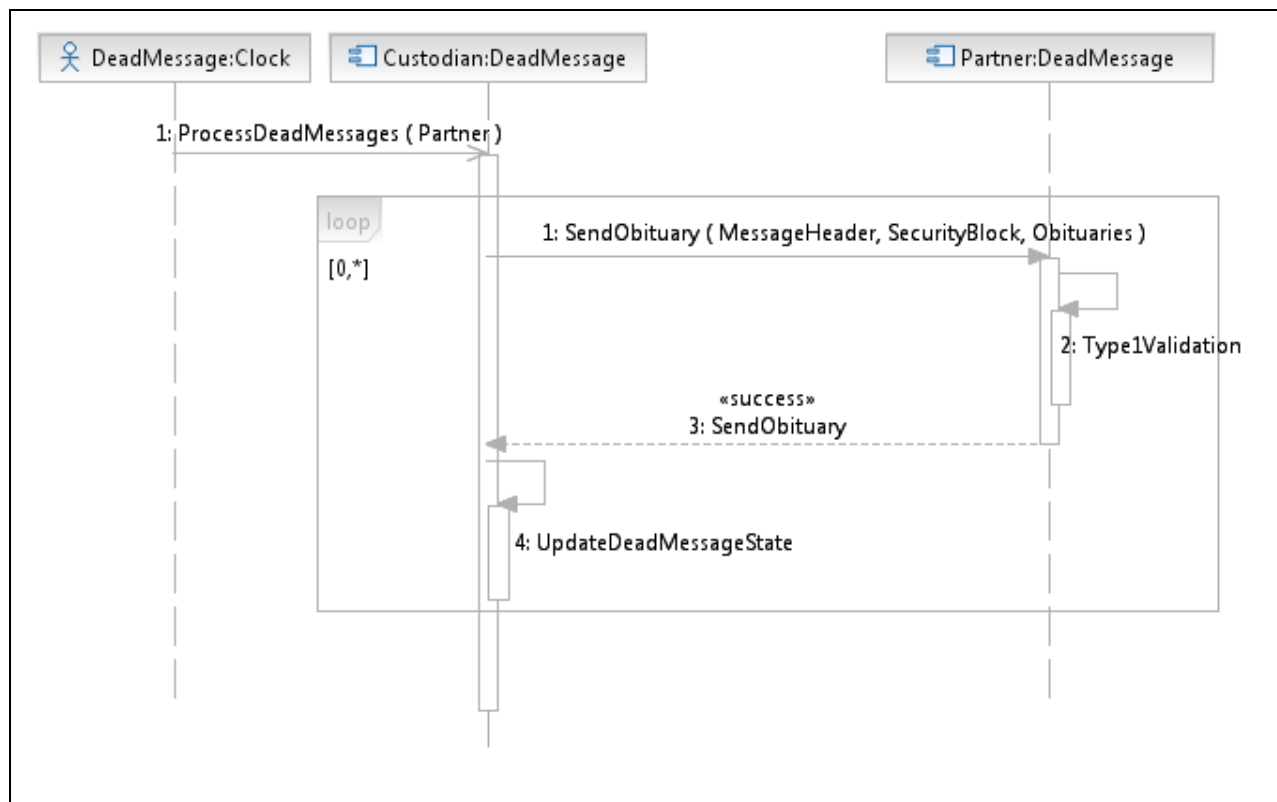 DeadMessage:Clock
Custodian:DeadMessage
Partner:DeadMessage
1: ProcessDeadMessages ( Partner )
loop
[0,*]
1: SendObituary ( MessageHeader, SecurityBlock, Obituaries )
2: Type1Validation
«success»
3: SendObituary
4: UpdateDeadMessageState